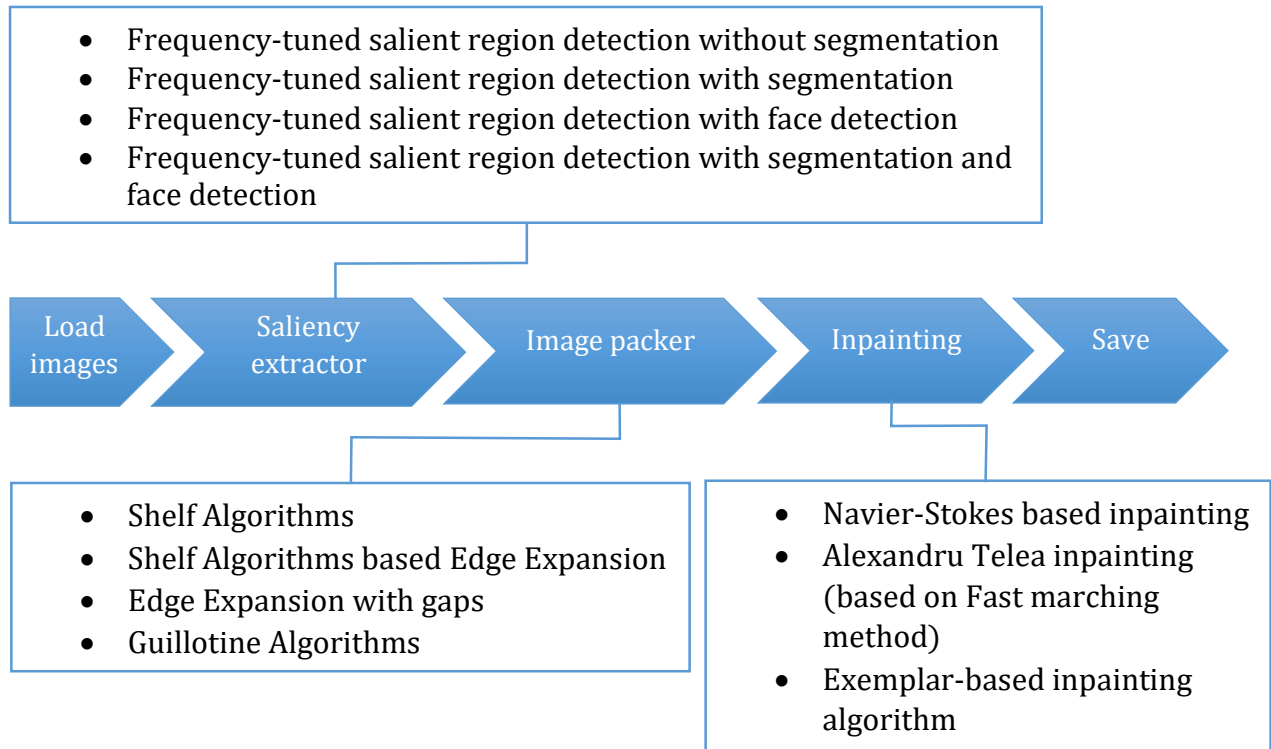 • Frequency-tuned salient region detection without segmentation
• Frequency-tuned salient region detection with segmentation
• Frequency-tuned salient region detection with face detection
• Frequency-tuned salient region detection with segmentation and
face detection
Load
images
Saliency
extractor
Image packer
Inpainting
Save
• Shelf Algorithms
• Shelf Algorithms based Edge Expansion
• Edge Expansion with gaps
• Guillotine Algorithms
• Navier-Stokes based inpainting
• Alexandru Telea inpainting
(based on Fast marching
method)
• Exemplar-based inpainting
algorithm